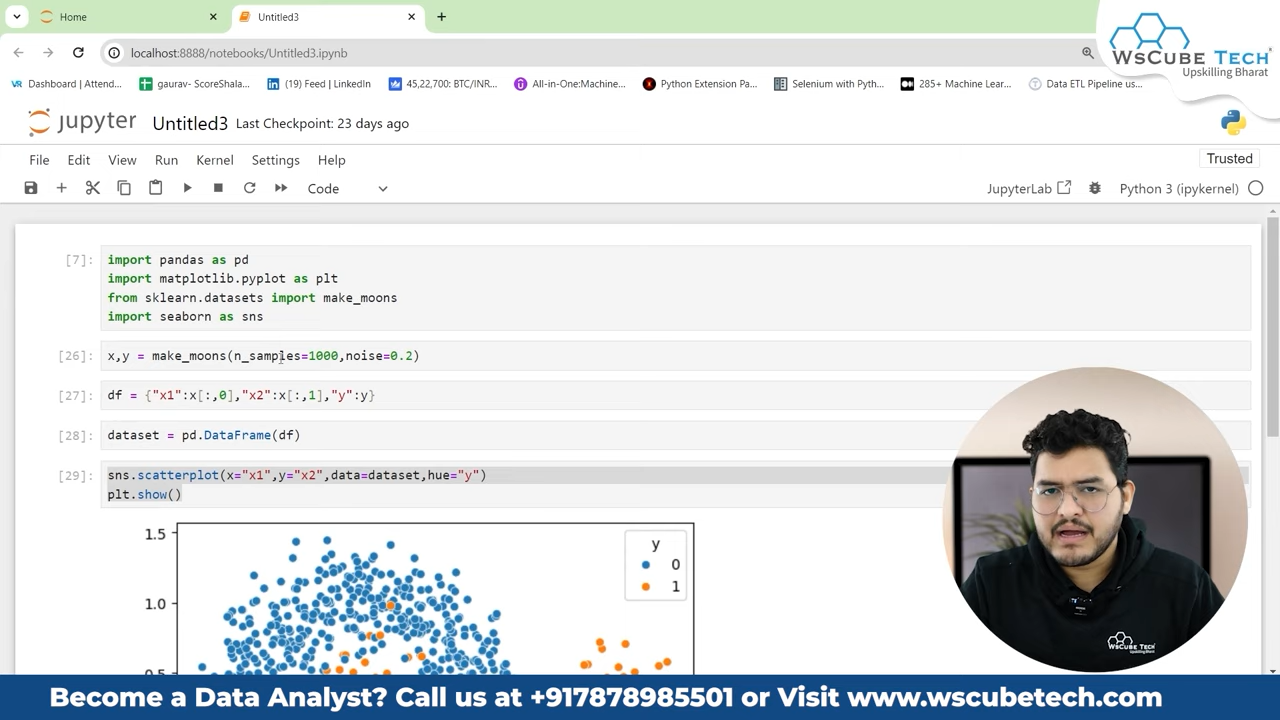 Home
Untitled3
localhost:8888/notebooks/Untitled3.ipynb
WsCube Tech
Upskilling Bharat
Dashboard | Attend...
gaurav- ScoreShala...
(19) Feed | LinkedIn
45,22,700: BTC/INR...
All-in-One:Machine...
Python Extension Pa...
Selenium with Pyth...
285+ Machine Lear...
Data ETL Pipeline us...
jupyter Untitled3 Last Checkpoint: 23 days ago
File Edit View Run Kernel Settings Help
Trusted
Code
JupyterLab
Python 3 (ipykernel)
[7]:
import pandas as pd
import matplotlib.pyplot as plt
from sklearn.datasets import make_moons
import seaborn as sns
[26]: x,y = make_moons(n_samples=1000,noise=0.2)
[27]: df = {"x1":x[:,0],"x2":x[:,1],"y":y}
[28]: dataset = pd.DataFrame(df)
[29]: sns.scatterplot(x="x1",y="x2",data=dataset,hue="y")
plt.show()
1.5
y
0
1
1.0
0.5
WsCube Tech
Upskilling Bharat
Become a Data Analyst? Call us at +917878985501 or Visit www.wscubetech.com